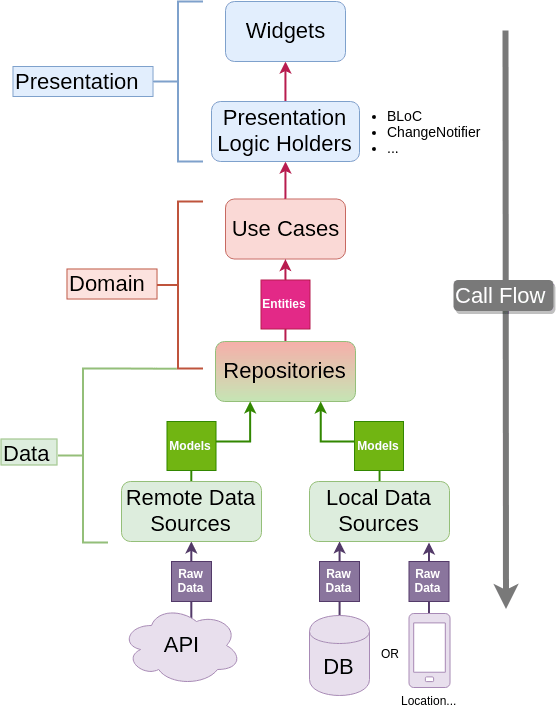 Widgets
Presentation
Presentation
Logic Holders
• BLoC
• ChangeNotifier
• ...
Use Cases
Domain
Entities
Call Flow
Repositories
Data
Models
Models
Remote Data
Sources
Local Data
Sources
Raw
Data
Raw
Data
Raw
Data
API
DB
OR
Location...